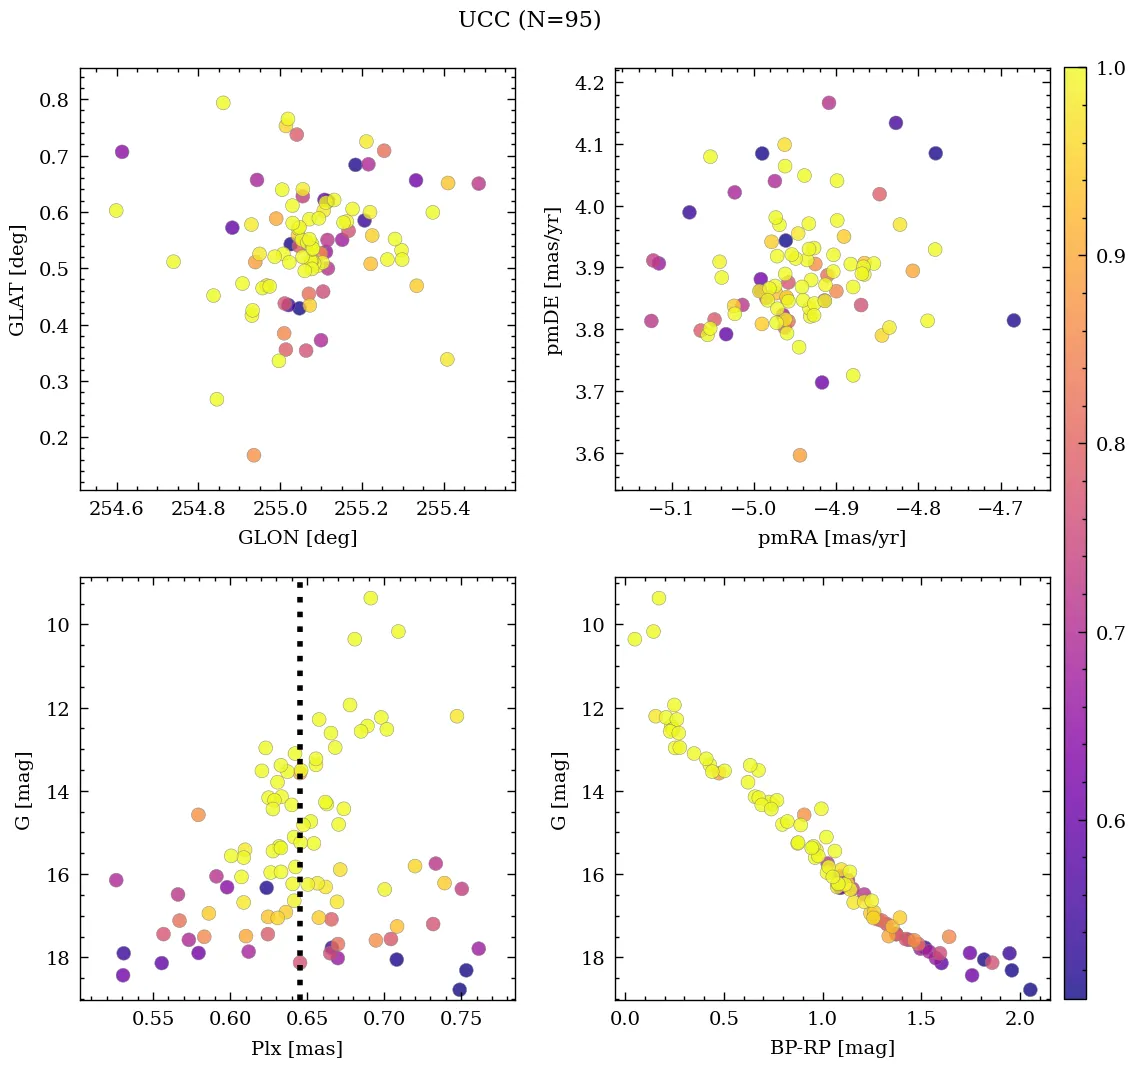 UCC (N=95)
0.8
0.7
0.6
0.5
0.4
0.3
0.2
GLAT [deg]
254.6 254.8 255.0 255.2 255.4
GLON [deg]
4.2
4.1
4.0
3.9
3.8
3.7
3.6
pmDE [mas/yr]
−5.1 −5.0 −4.9 −4.8 −4.7
pmRA [mas/yr]
10
12
14
16
18
G [mag]
0.55 0.60 0.65 0.70 0.75
Plx [mas]
10
12
14
16
18
G [mag]
0.0 0.5 1.0 1.5 2.0
BP-RP [mag]
1.0
0.9
0.8
0.7
0.6